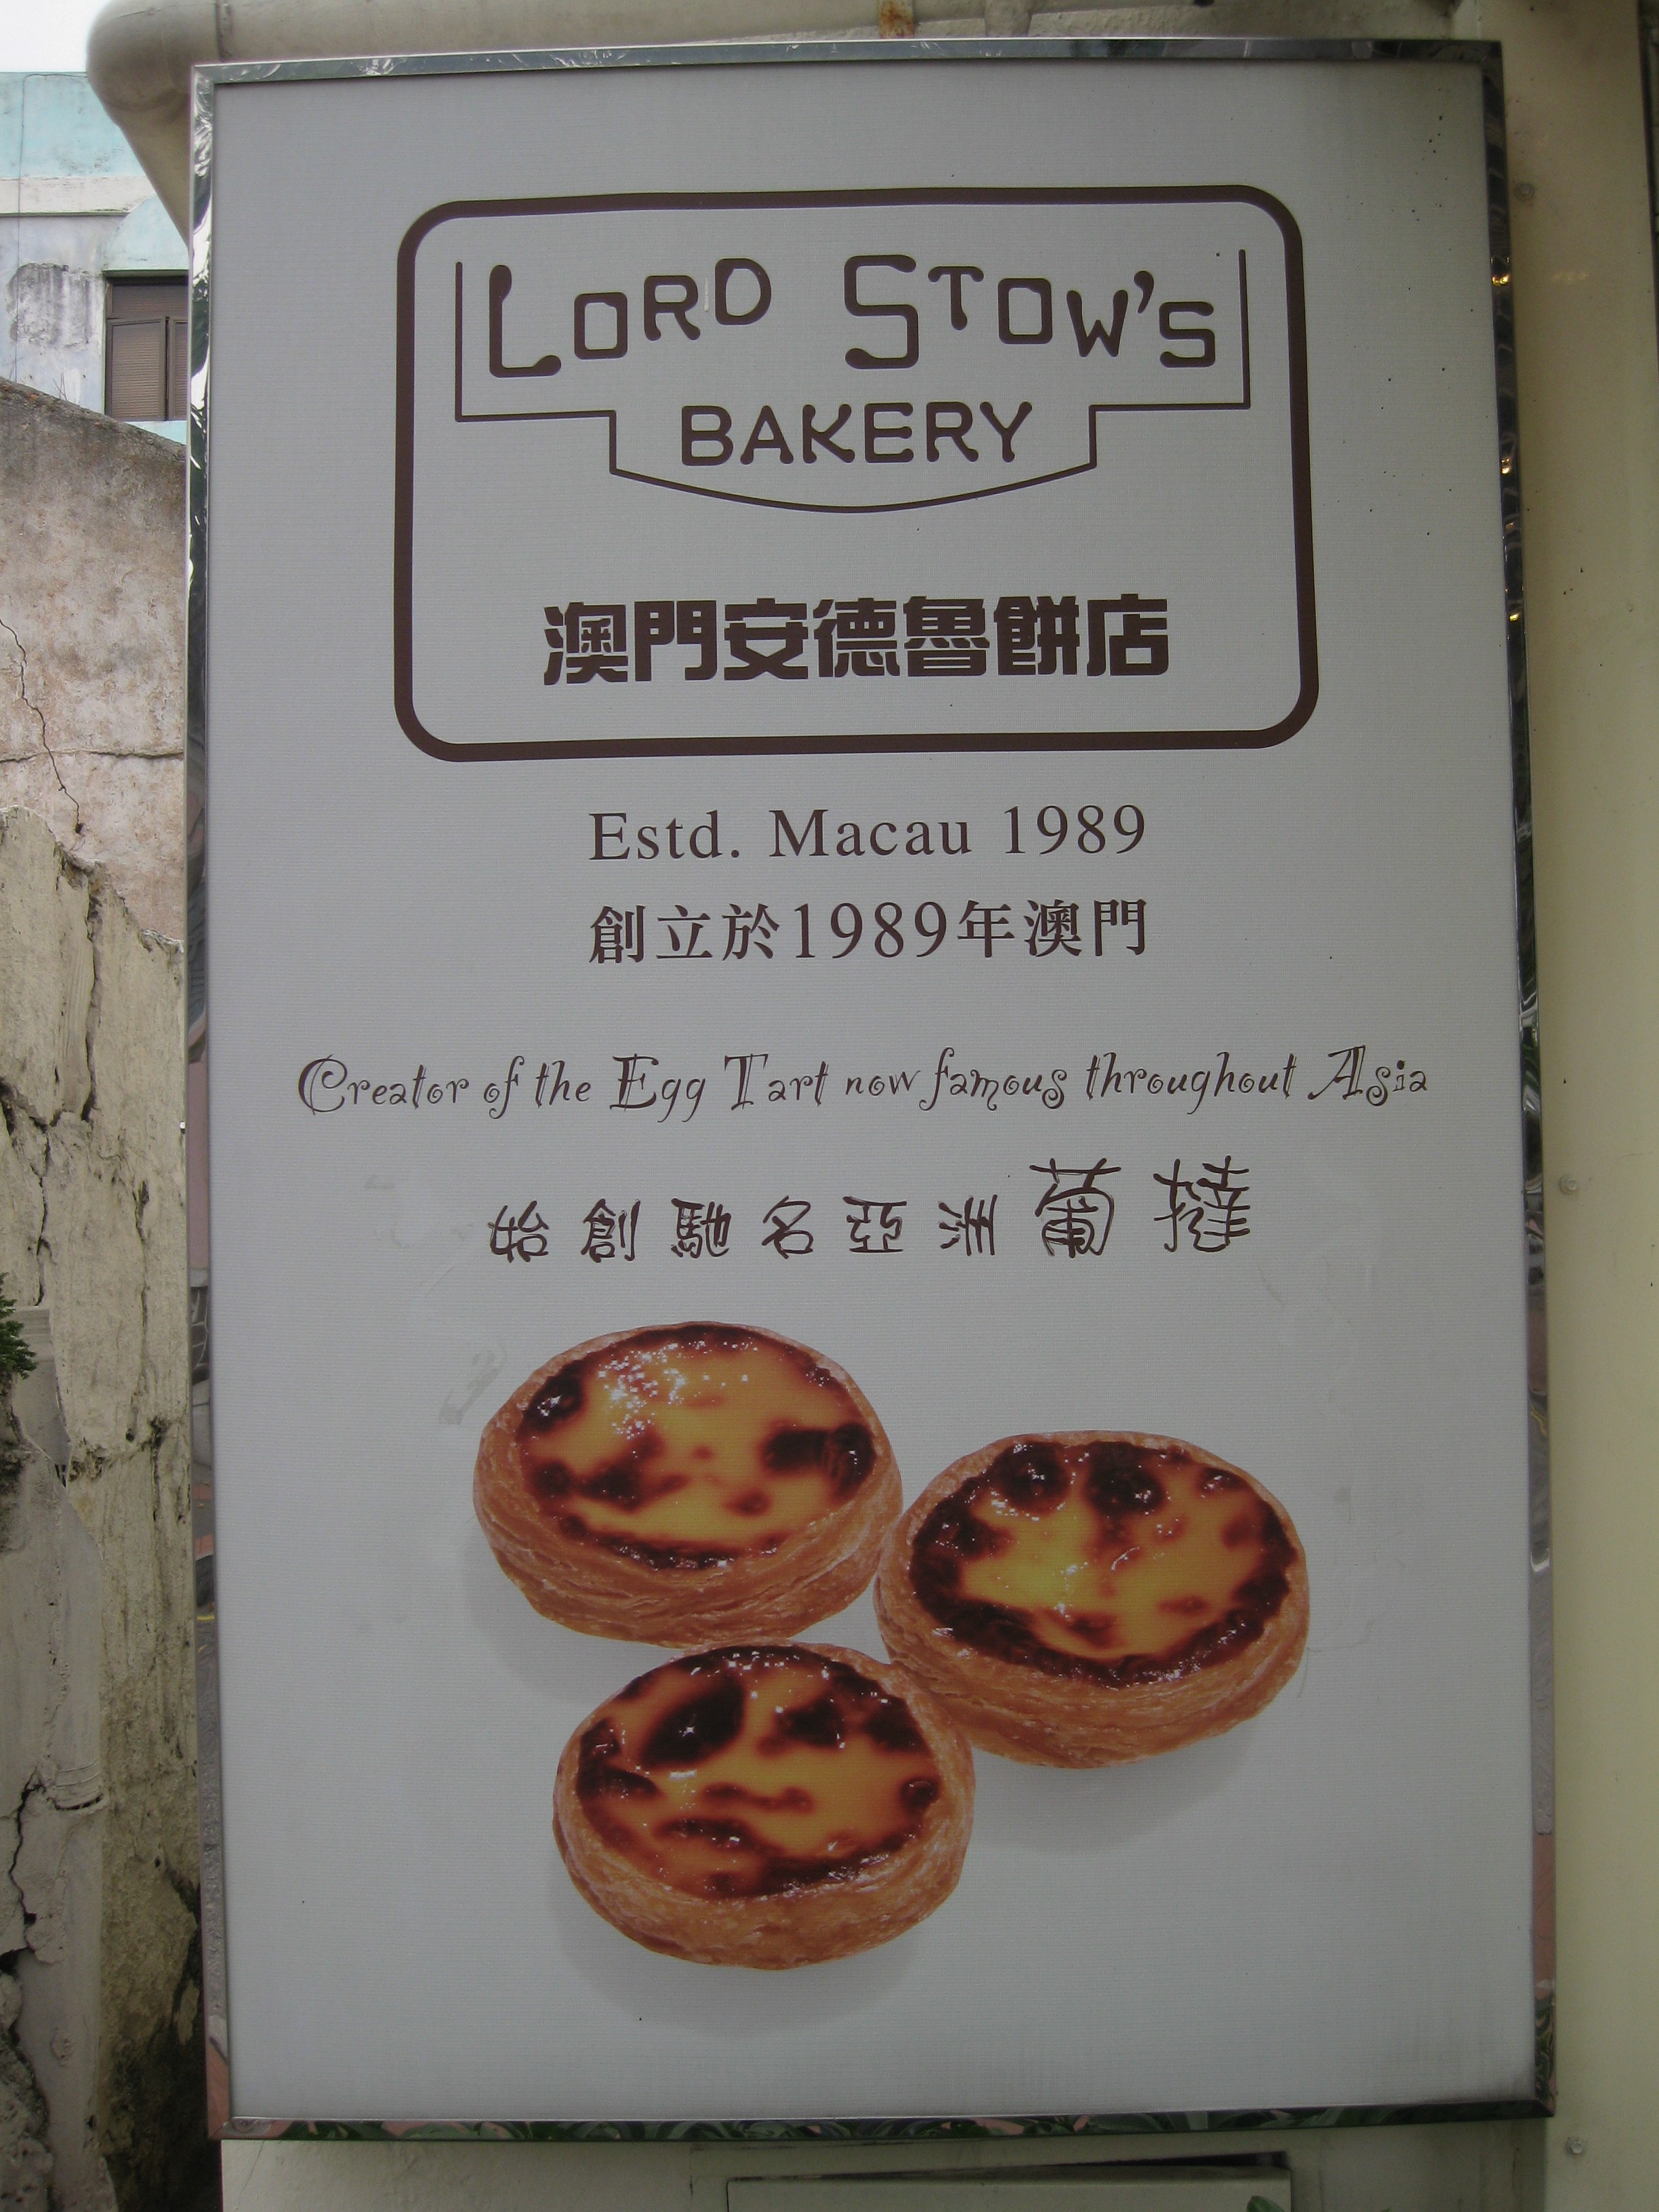 LORD STOW'S
BAKERY
澳門安德魯餅店
Estd. Macau 1989
創立於1989年澳門
Creator of the Egg Tart now famous throughout Asia
始創馳名亞洲葡撻